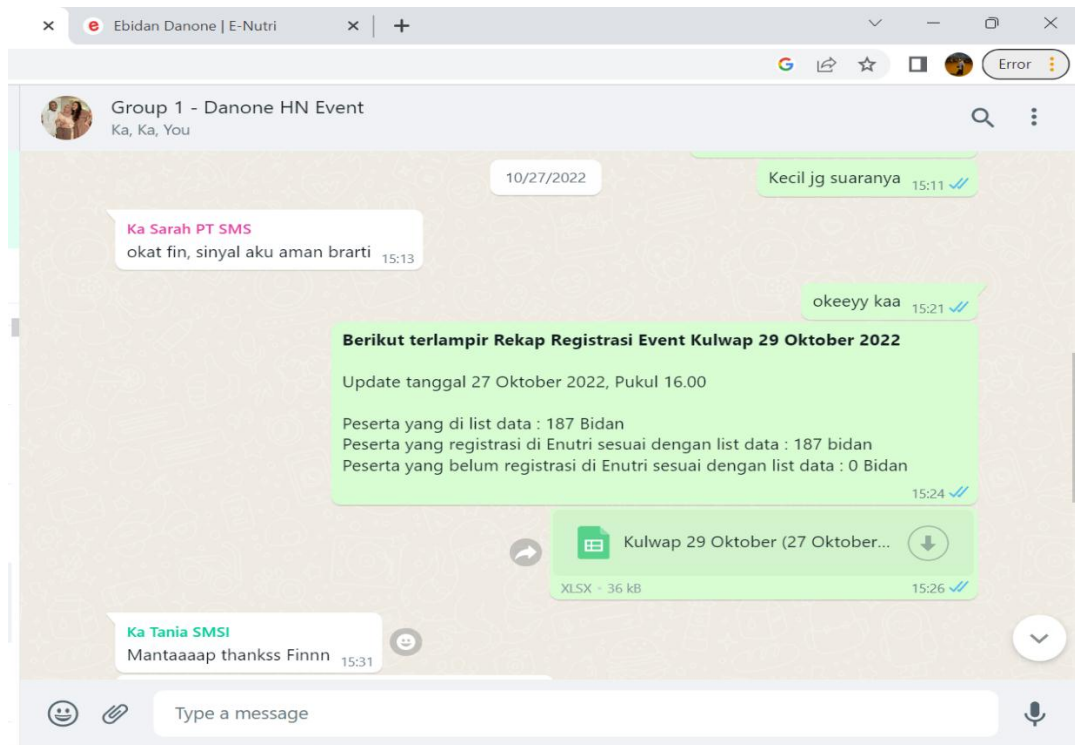 Ebidan Danone | E-Nutri
Error
Group 1 - Danone HN Event
Ka, Ka, You
10/27/2022
Kecil jg suaranya 15:11
Ka Sarah PT SMS
okat fin, sinyal aku aman brarti 15:13
okeeyy kaa 15:21
Berikut terlampir Rekap Registrasi Event Kulwap 29 Oktober 2022
Update tanggal 27 Oktober 2022, Pukul 16.00
Peserta yang di list data : 187 Bidan
Peserta yang registrasi di Enutri sesuai dengan list data : 187 bidan
Peserta yang belum registrasi di Enutri sesuai dengan list data : 0 Bidan
15:24
Kulwap 29 Oktober (27 Oktober...
XLSX • 36 kB 15:26
Ka Tania SMSI
Mantaaaap thankss Finnn 15:31
Type a message